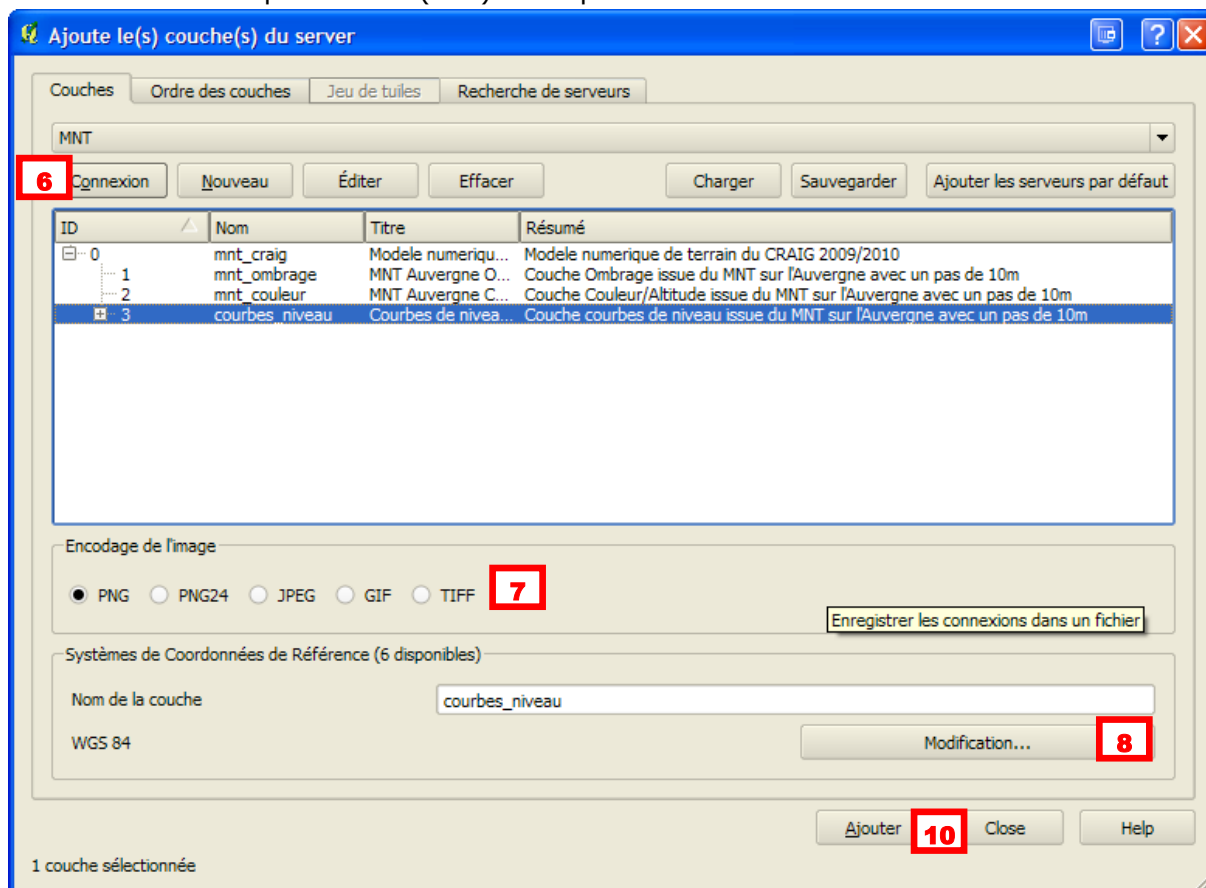 Ajoute le(s) couche(s) du server
Couches Ordre des couches Jeu de tuiles Recherche de serveurs
MNT
6 Connexion Nouveau Éditer Effacer Charger Sauvegarder Ajouter les serveurs par défaut
ID Nom Titre Résumé
0 mnt_craig Modele numeriqu... Modele numerique de terrain du CRAIG 2009/2010
1 mnt_ombrage MNT Auvergne O... Couche Ombrage issue du MNT sur l'Auvergne avec un pas de 10m
2 mnt_couleur MNT Auvergne C... Couche Couleur/Altitude issue du MNT sur l'Auvergne avec un pas de 10m
3 courbes_niveau Courbes de nivea... Couche courbes de niveau issue du MNT sur l'Auvergne avec un pas de 10m
Encodage de l'image
PNG PNG24 JPEG GIF TIFF 7
Enregistrer les connexions dans un fichier
Systèmes de Coordonnées de Référence (6 disponibles)
Nom de la couche courbes_niveau
WGS 84 Modification... 8
Ajouter 10 Close Help
1 couche sélectionnée